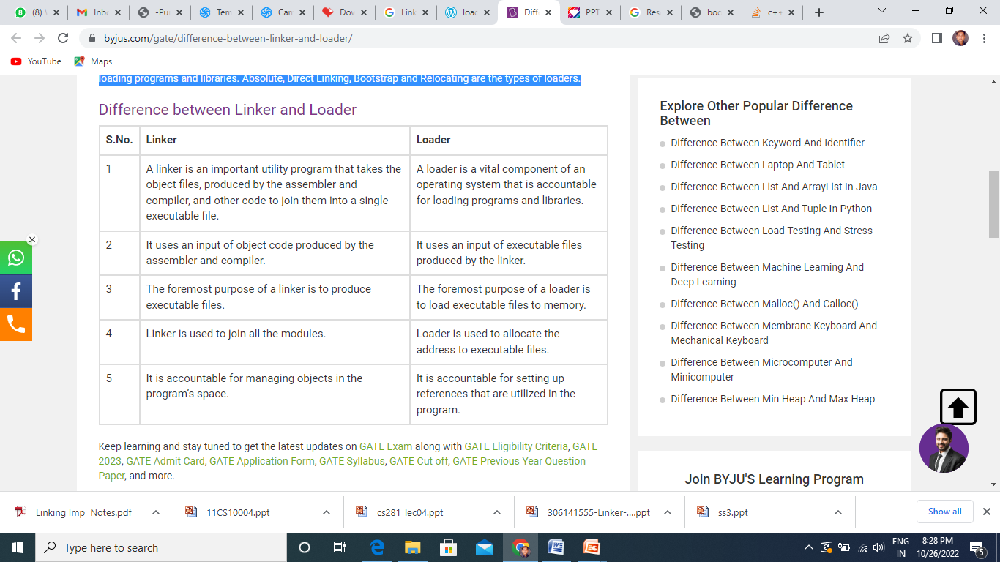 8
(8) \
Inbc
-Pu
Tem
Can
Dov
Link
loac
Diff
PPT
Res
boc
c++
byjus.com/gate/difference-between-linker-and-loader/
YouTube
Maps
loading programs and libraries. Absolute, Direct Linking, Bootstrap and Relocating are the types of loaders.
Difference between Linker and Loader
S.No. Linker Loader
1
A linker is an important utility program that takes the
object files, produced by the assembler and
compiler, and other code to join them into a single
executable file.
A loader is a vital component of an
operating system that is accountable
for loading programs and libraries.
2
It uses an input of object code produced by the
assembler and compiler.
It uses an input of executable files
produced by the linker.
3
The foremost purpose of a linker is to produce
executable files.
The foremost purpose of a loader is
to load executable files to memory.
4
Linker is used to join all the modules.
Loader is used to allocate the
address to executable files.
5
It is accountable for managing objects in the
program’s space.
It is accountable for setting up
references that are utilized in the
program.
Keep learning and stay tuned to get the latest updates on GATE Exam along with GATE Eligibility Criteria, GATE
2023, GATE Admit Card, GATE Application Form, GATE Syllabus, GATE Cut off, GATE Previous Year Question
Paper, and more.
Explore Other Popular Difference
Between
Difference Between Keyword And Identifier
Difference Between Laptop And Tablet
Difference Between List And ArrayList In Java
Difference Between List And Tuple In Python
Difference Between Load Testing And Stress
Testing
Difference Between Machine Learning And
Deep Learning
Difference Between Malloc() And Calloc()
Difference Between Membrane Keyboard And
Mechanical Keyboard
Difference Between Microcomputer And
Minicomputer
Difference Between Min Heap And Max Heap
Join BYJU'S Learning Program
Linking Imp Notes.pdf
11CS10004.ppt
cs281_lec04.ppt
306141555-Linker-....ppt
ss3.ppt
Show all
Type here to search
ENG
IN
8:28 PM
10/26/2022
5